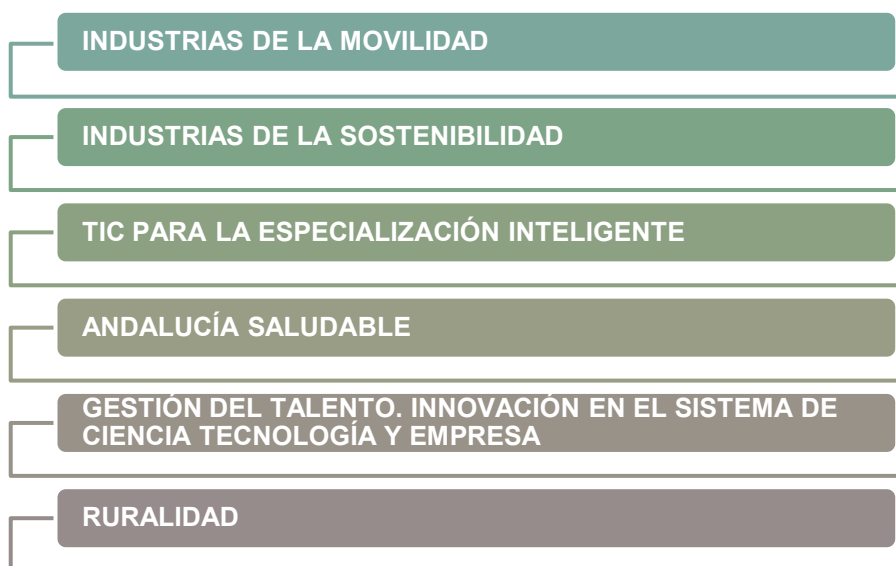 INDUSTRIAS DE LA MOVILIDAD
INDUSTRIAS DE LA SOSTENIBILIDAD
TIC PARA LA ESPECIALIZACIÓN INTELIGENTE
ANDALUCÍA SALUDABLE
GESTIÓN DEL TALENTO. INNOVACIÓN EN EL SISTEMA DE
CIENCIA TECNOLOGÍA Y EMPRESA
RURALIDAD